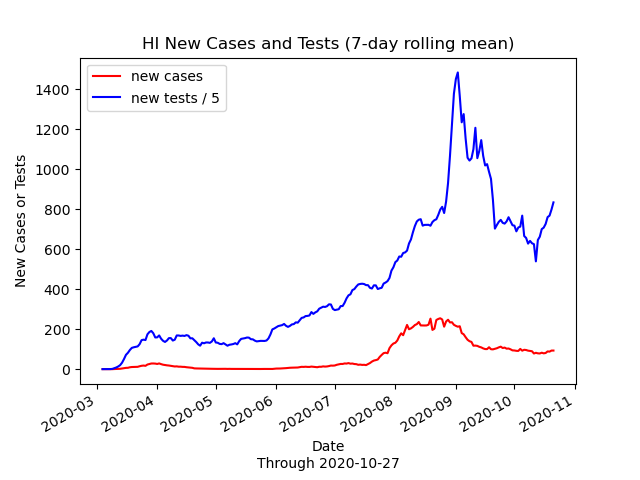 HI New Cases and Tests (7-day rolling mean)
new cases
new tests / 5
New Cases or Tests
1400
1200
1000
800
600
400
200
0
2020-03
2020-04
2020-05
2020-06
2020-07
2020-08
2020-09
2020-10
2020-11
Date
Through 2020-10-27